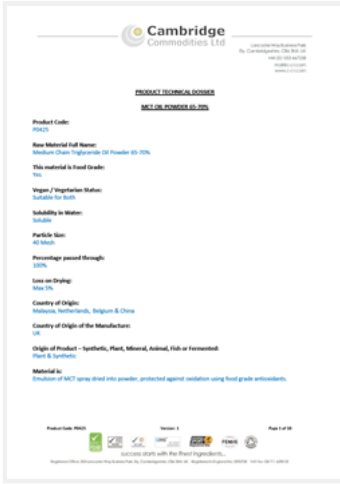 Cambridge
Commodities Ltd
PRODUCT TECHNICAL DOSSIER
MCT OIL POWDER 65-70%
Product Code:
P0425
Raw Material Full Name:
Medium Chain Triglyceride Oil Powder 65-70%
This material is Food Grade:
Yes
Vegan / Vegetarian Status:
Suitable for Both
Solubility in Water:
Soluble
Particle Size:
40 Mesh
Percentage passed through:
100%
Loss on Drying:
Max 5%
Country of Origin:
Malaysia, Netherlands, Belgium & China
Country of Origin of the Manufacture:
UK
Origin of Product – Synthetic, Plant, Mineral, Animal, Fish or Fermented:
Plant & Synthetic
Material is:
Emulsion of MCT spray dried into powder, protected against oxidation using food grade antioxidants.
Product Code: P0425 Version: 1 Page 1 of 10
success starts with the finest ingredients...